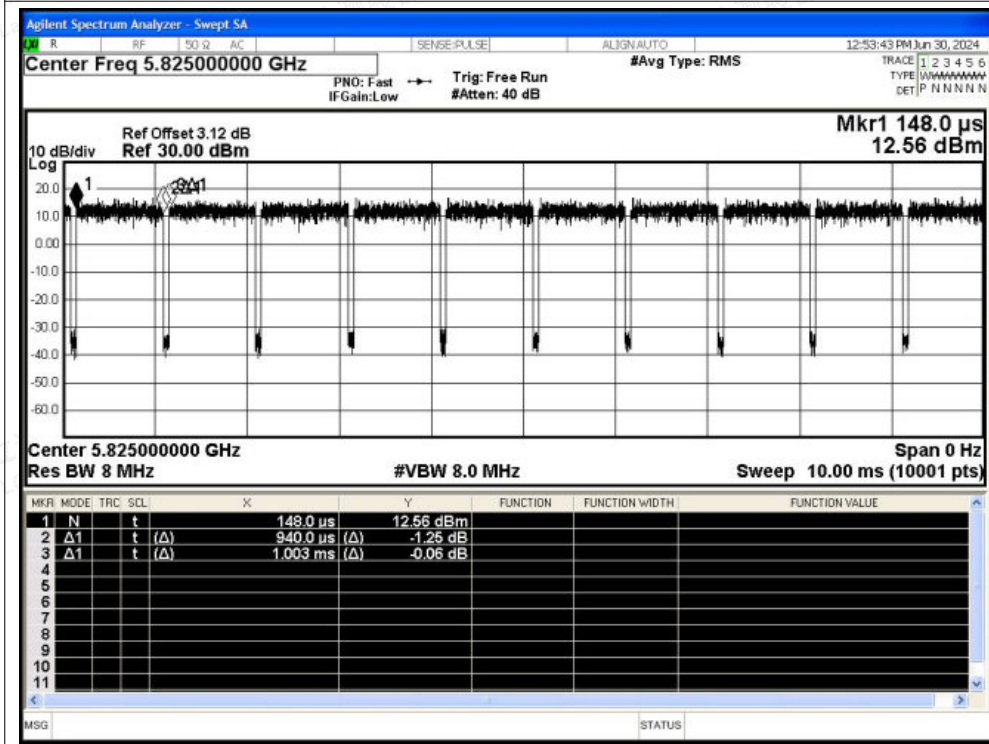 Agilent Spectrum Analyzer - Swept SA
LXI R RF 50 Ω AC SENSE:PULSE ALIGN AUTO 12:53:43 PM Jun 30, 2024
Center Freq 5.825000000 GHz #Avg Type: RMS TRACE 1 2 3 4 5 6
PNO: Fast Trig: Free Run TYPE WWWWWW
IFGain:Low #Atten: 40 dB DET P N N N N N
Mkr1 148.0 µs
Ref Offset 3.12 dB
10 dB/div Ref 30.00 dBm 12.56 dBm
Log
20.0
1
10.0
0.00
-10.0
-20.0
-30.0
-40.0
-50.0
-60.0
Center 5.825000000 GHz Span 0 Hz
Res BW 8 MHz #VBW 8.0 MHz Sweep 10.00 ms (10001 pts)
MKR MODE TRC SCL X Y FUNCTION FUNCTION WIDTH FUNCTION VALUE
1 N t 148.0 µs 12.56 dBm
2 Δ1 t (Δ) 940.0 µs (Δ) -1.25 dB
3 Δ1 t (Δ) 1.003 ms (Δ) -0.06 dB
4
5
6
7
8
9
10
11
MSG STATUS